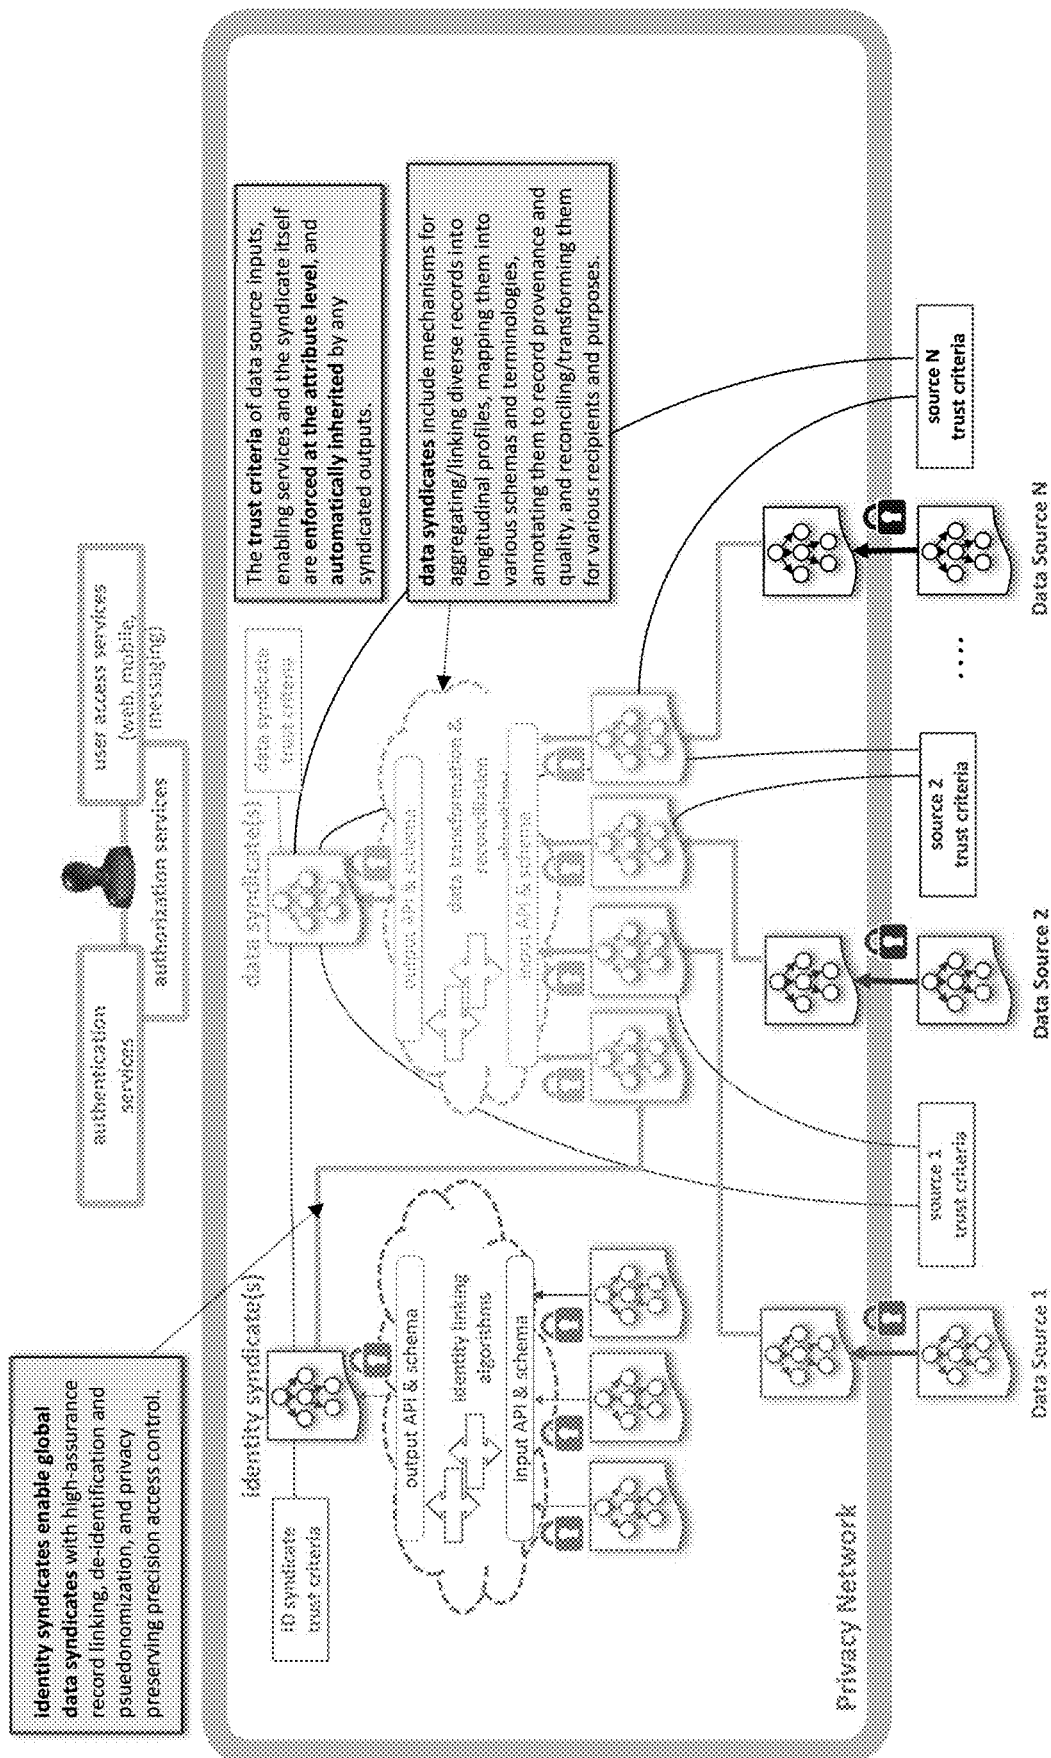 identity syndicates enable global
data syndicates with high-assurance
record linking, de-identification and
psuedonomization, and privacy
preserving precision access control.
authentication
services
user access services
(web, mobile,
messaging)
authorization services
The trust criteria of data source inputs,
enabling services and the syndicate itself
are enforced at the attribute level, and
automatically inherited by any
syndicated outputs.
data syndicates include mechanisms for
aggregating/linking diverse records into
longitudinal profiles, mapping them into
various schemas and terminologies,
annotating them to record provenance and
quality, and reconciling/transforming them
for various recipients and purposes.
identity syndicate(s)
ID syndicate
trust criteria
output API & schema
identity linking
algorithms
input API & schema
data syndicate(s)
data syndicate
trust criteria
output API & schema
data transformation &
reconciliation
input API & schema
Privacy Network
source 1
trust criteria
source 2
trust criteria
source N
trust criteria
Data Source 1
Data Source 2
....
Data Source N